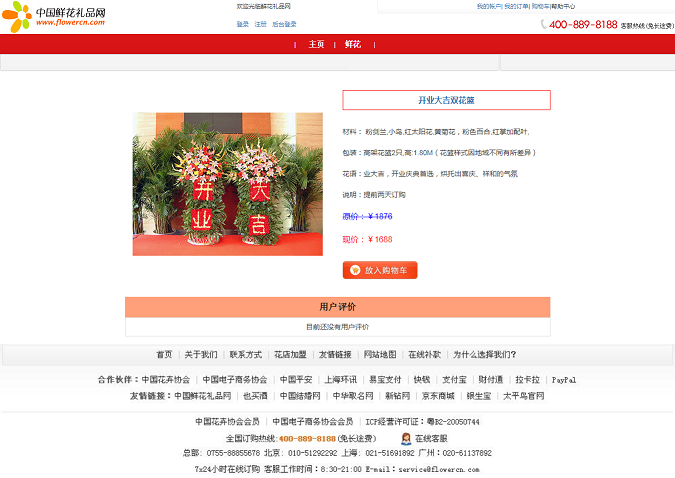 中国鲜花礼品网
www.flowercn.com
欢迎光临鲜花礼品网
登录 注册 后台登录
我的帐户| 我的订单| 购物车|帮助中心
400-889-8188 客服热线(免长途费)
| 主页 | 鲜花 |
开业大吉双花篮
开业
大吉
材料： 粉剑兰,小鸟,红太阳花,黄菊花，粉色百合,红掌加配叶.
包装：高架花篮2只,高:1.80M（花篮样式因地域不同有所差异）
花语：业大吉，开业庆典首选，烘托出喜庆、祥和的气氛
说明：提前两天订购
原价：￥1876
现价：￥1688
放入购物车
用户评价
目前还没有用户评价
首页 | 关于我们 | 联系方式 | 花店加盟 | 友情链接 | 网站地图 | 在线补款 | 为什么选择我们？
合作伙伴：中国花卉协会 | 中国电子商务协会 | 中国平安 | 上海环讯 | 易宝支付 | 快钱 | 支付宝 | 财付通 | 拉卡拉 | PayPal
友情链接：中国鲜花礼品网 | 也买酒 | 中国结婚网 | 中华取名网 | 新钻网 | 京东商城 | 银坐宝 | 太平鸟官网
中国花卉协会会员 | 中国电子商务协会会员 | ICP经营许可证：粤B2-20050744
全国订购热线:400-889-8188(免长途费) 在线客服
总部: 0755-88855678 北京: 010-51292292 上海: 021-51691892 广州：020-61137892
7x24小时在线订购 客服工作时间：8:30-21:00 E-mail：service@flowercn.com